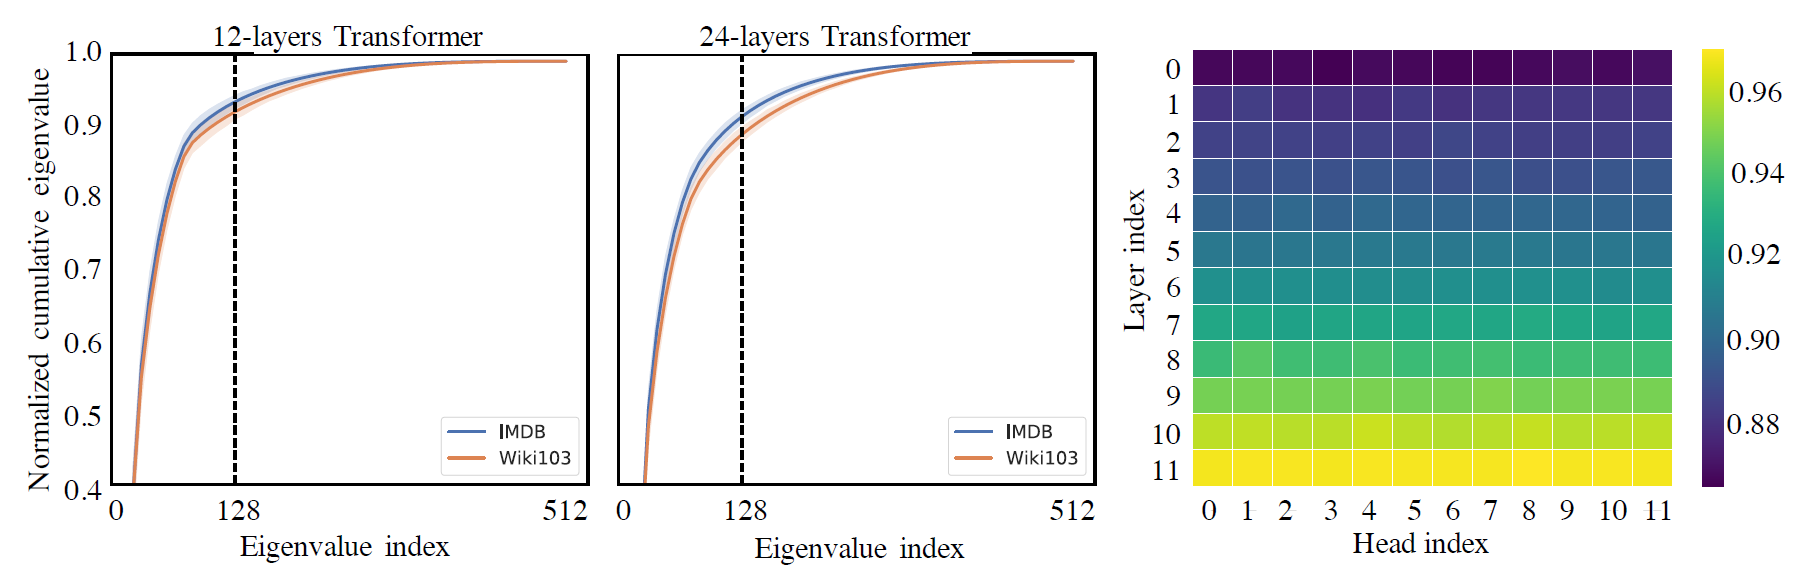 12-layers Transformer
Normalized cumulative eigenvalue
1.0
0.9
0.8
0.7
0.6
0.5
0.4
IMDB
Wiki103
0 128 512
Eigenvalue index
24-layers Transformer
IMDB
Wiki103
0 128 512
Eigenvalue index
Layer index
0
1
2
3
4
5
6
7
8
9
10
11
0 1 2 3 4 5 6 7 8 9 10 11
Head index
0.96
0.94
0.92
0.90
0.88